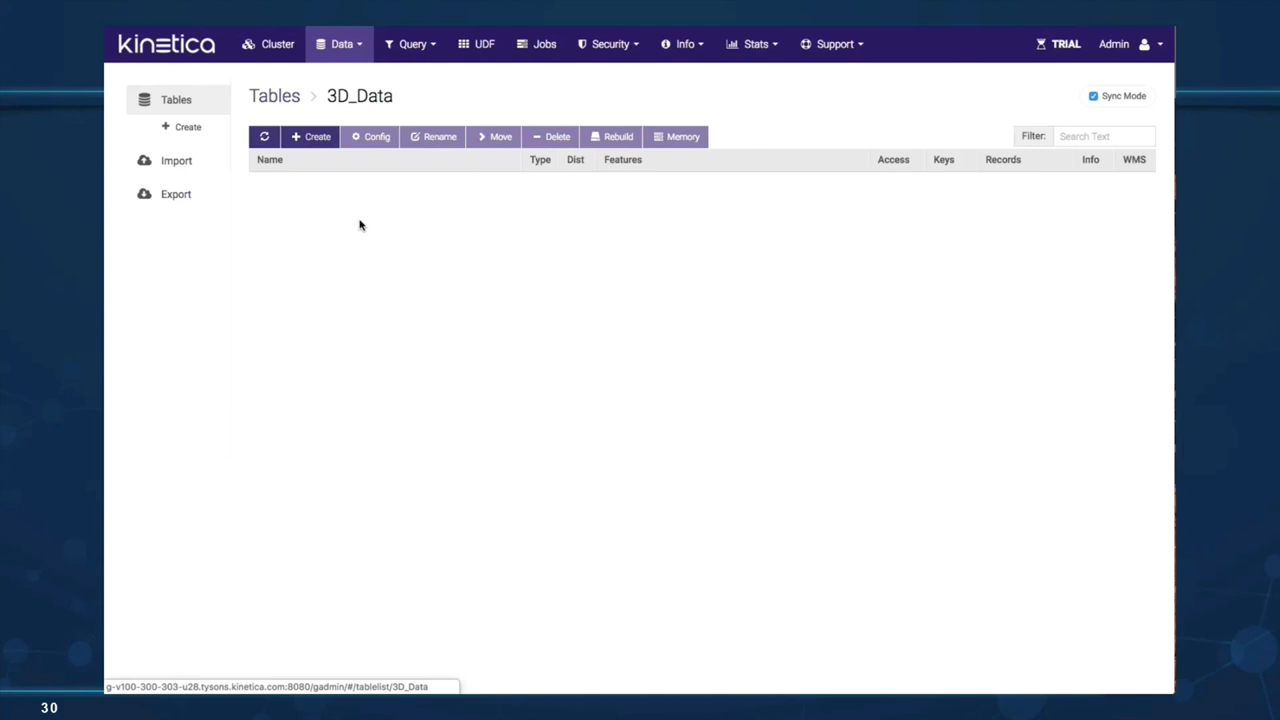 kinetica Cluster Data Query UDF Jobs Security Info Stats Support TRIAL Admin
Tables
Create
Import
Export
Tables > 3D_Data
Sync Mode
Create Config Rename Move Delete Rebuild Memory
Filter: Search Text
Name Type Dist Features Access Keys Records Info WMS
g-v100-300-303-u28.tysons.kinetica.com:8080/gadmin/#/tablelist/3D_Data
30